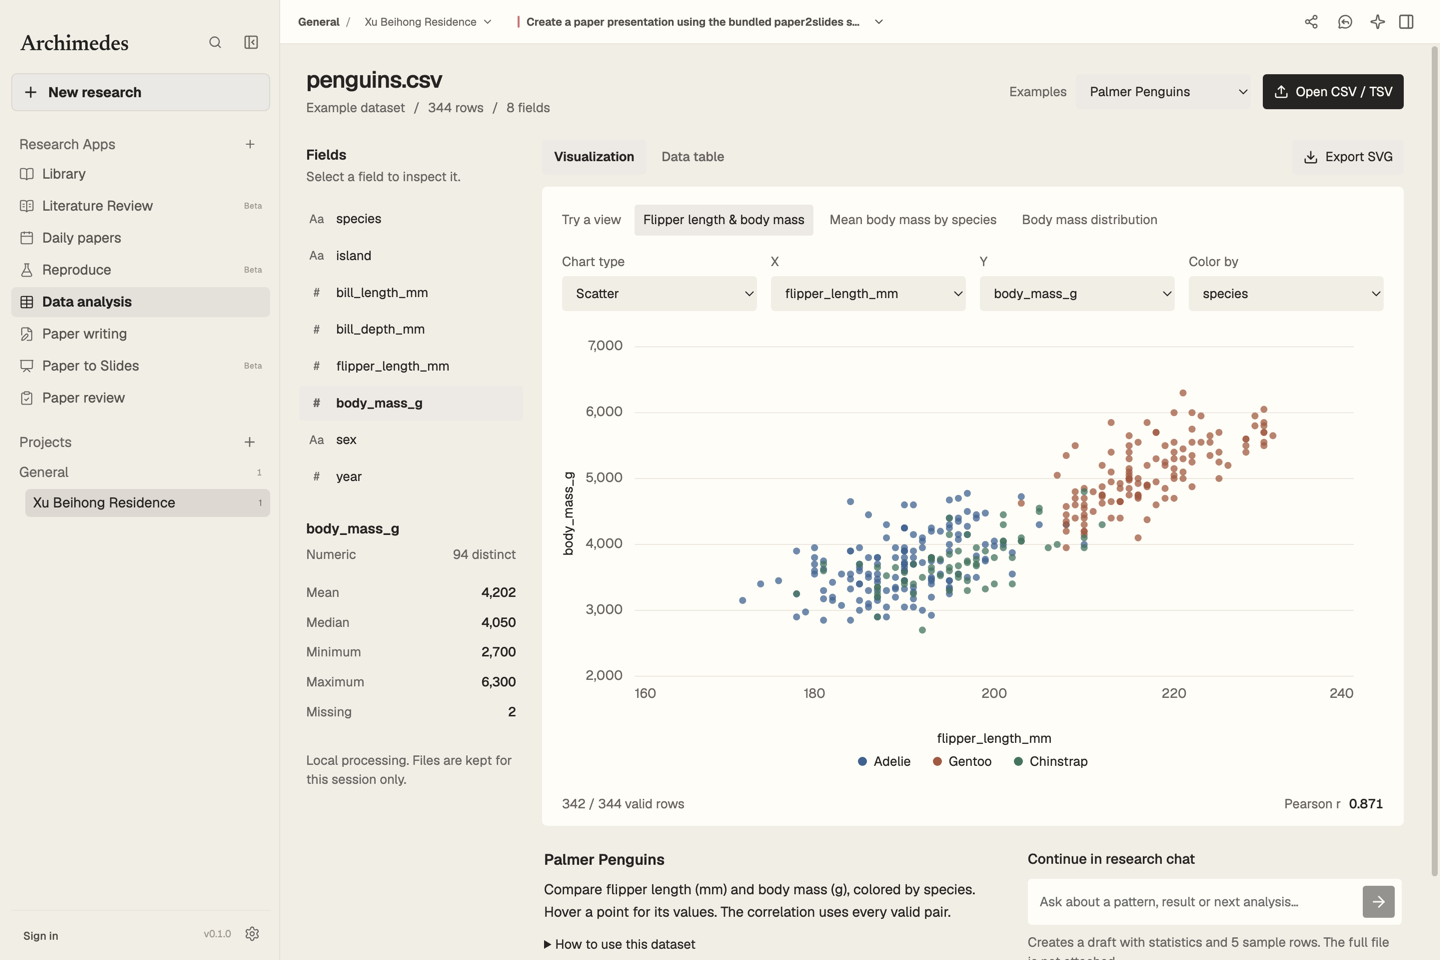 Archimedes
New research
Research Apps
Library
Literature Review Beta
Daily papers
Reproduce Beta
Data analysis
Paper writing
Paper to Slides Beta
Paper review
Projects
General 1
Xu Beihong Residence 1
Sign in v0.1.0
General / Xu Beihong Residence Create a paper presentation using the bundled paper2slides s...
penguins.csv
Example dataset / 344 rows / 8 fields
Examples Palmer Penguins Open CSV / TSV
Fields
Select a field to inspect it.
Aa species
Aa island
# bill_length_mm
# bill_depth_mm
# flipper_length_mm
# body_mass_g
Aa sex
# year
body_mass_g
Numeric 94 distinct
Mean 4,202
Median 4,050
Minimum 2,700
Maximum 6,300
Missing 2
Local processing. Files are kept for
this session only.
Visualization Data table Export SVG
Try a view Flipper length & body mass Mean body mass by species Body mass distribution
Chart type X Y Color by
Scatter flipper_length_mm body_mass_g species
7,000
6,000
5,000
4,000
3,000
2,000
body_mass_g
160 180 200 220 240
flipper_length_mm
Adelie Gentoo Chinstrap
342 / 344 valid rows Pearson r 0.871
Palmer Penguins
Compare flipper length (mm) and body mass (g), colored by species.
Hover a point for its values. The correlation uses every valid pair.
How to use this dataset
Continue in research chat
Ask about a pattern, result or next analysis...
Creates a draft with statistics and 5 sample rows. The full file